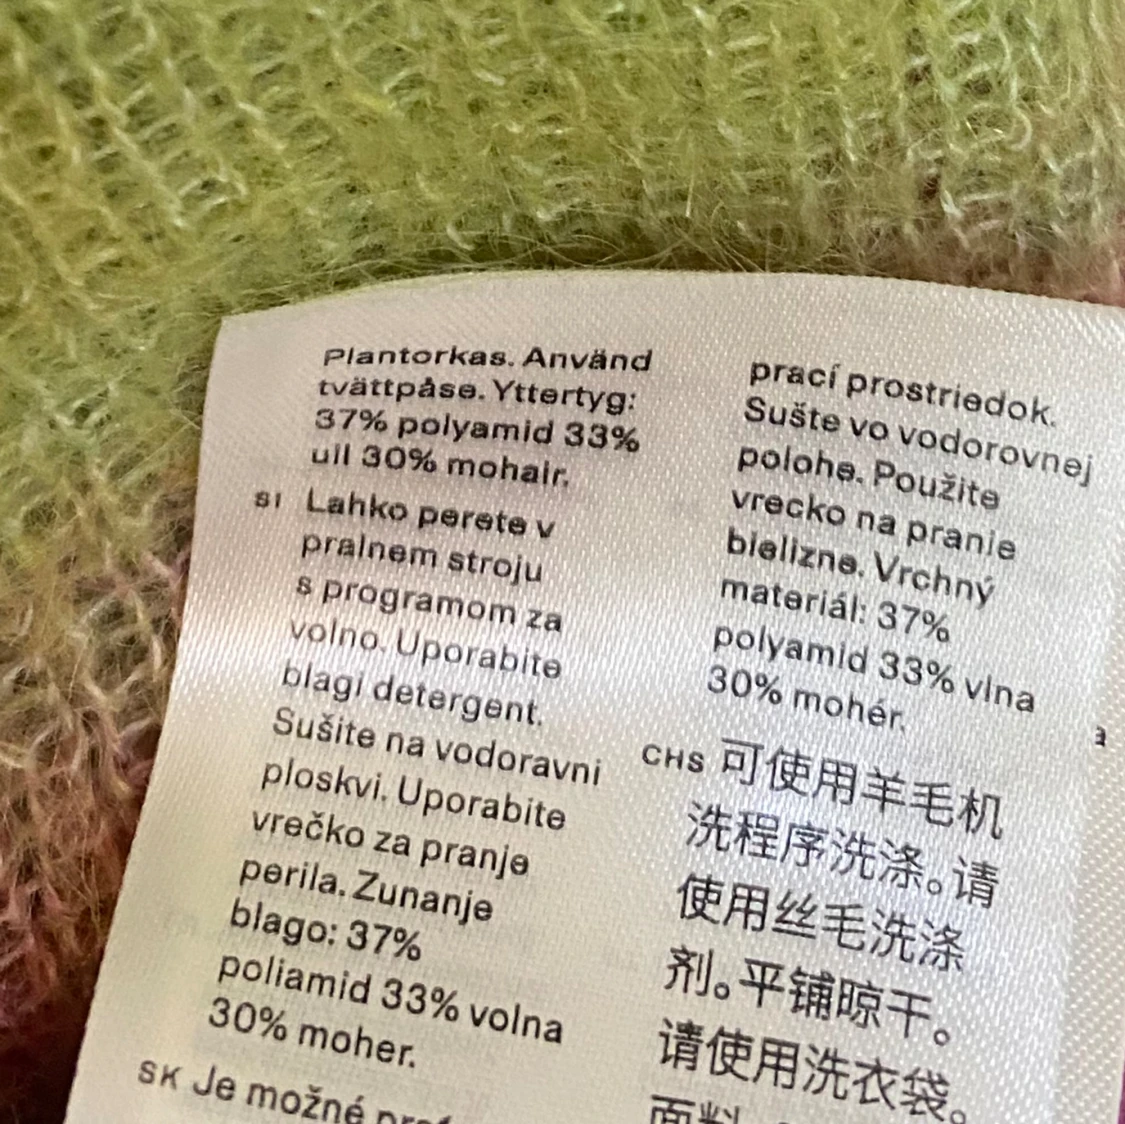 Plantorkas. Använd
tvättpåse. Yttertyg:
37% polyamid 33%
ull 30% mohair.
SI Lahko perete v
pralnem stroju
s programom za
volno. Uporabite
blagi detergent.
Sušite na vodoravni
ploskvi. Uporabite
vrečko za pranje
perila. Zunanje
blago: 37%
poliamid 33% volna
30% moher.
SK Je možné
prací prostriedok.
Sušte vo vodorovnej
polohe. Použite
vrecko na pranie
bielizne. Vrchný
materiál: 37%
polyamid 33% vlna
30% mohér.
CHS 可使用羊毛机
洗程序洗涤。请
使用丝毛洗涤
剂。平铺晾干。
请使用洗衣袋。
面料